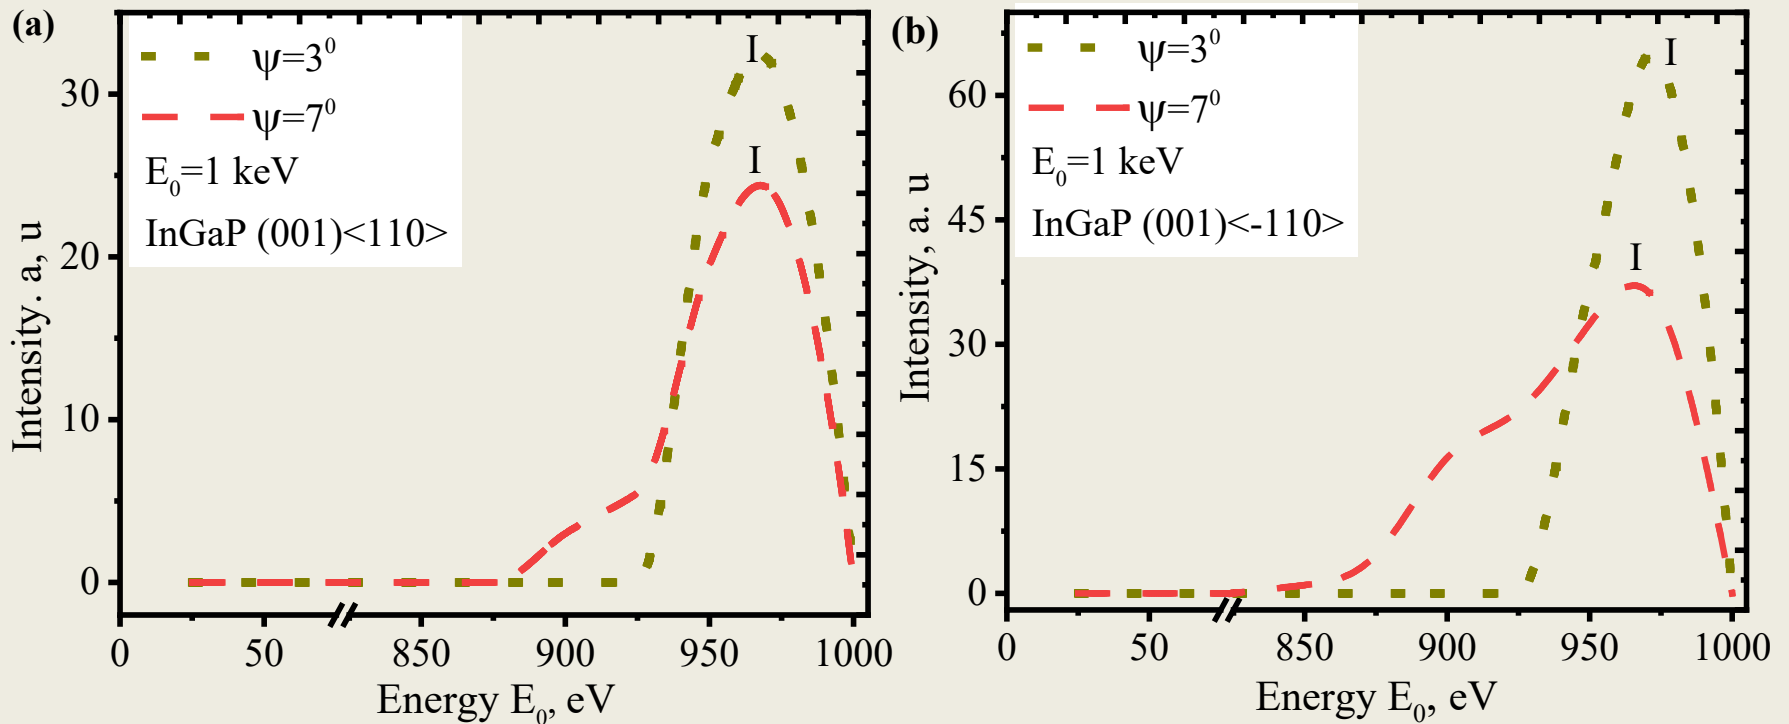 (a)
ψ=3⁰
ψ=7⁰
E₀=1 keV
InGaP (001)<110>
I
I
Intensity. a, u
30
20
10
0
0 50 850 900 950 1000
Energy E₀, eV
(b)
ψ=3⁰
ψ=7⁰
E₀=1 keV
InGaP (001)<-110>
I
I
Intensity, a. u
60
45
30
15
0
0 50 850 900 950 1000
Energy E₀, eV